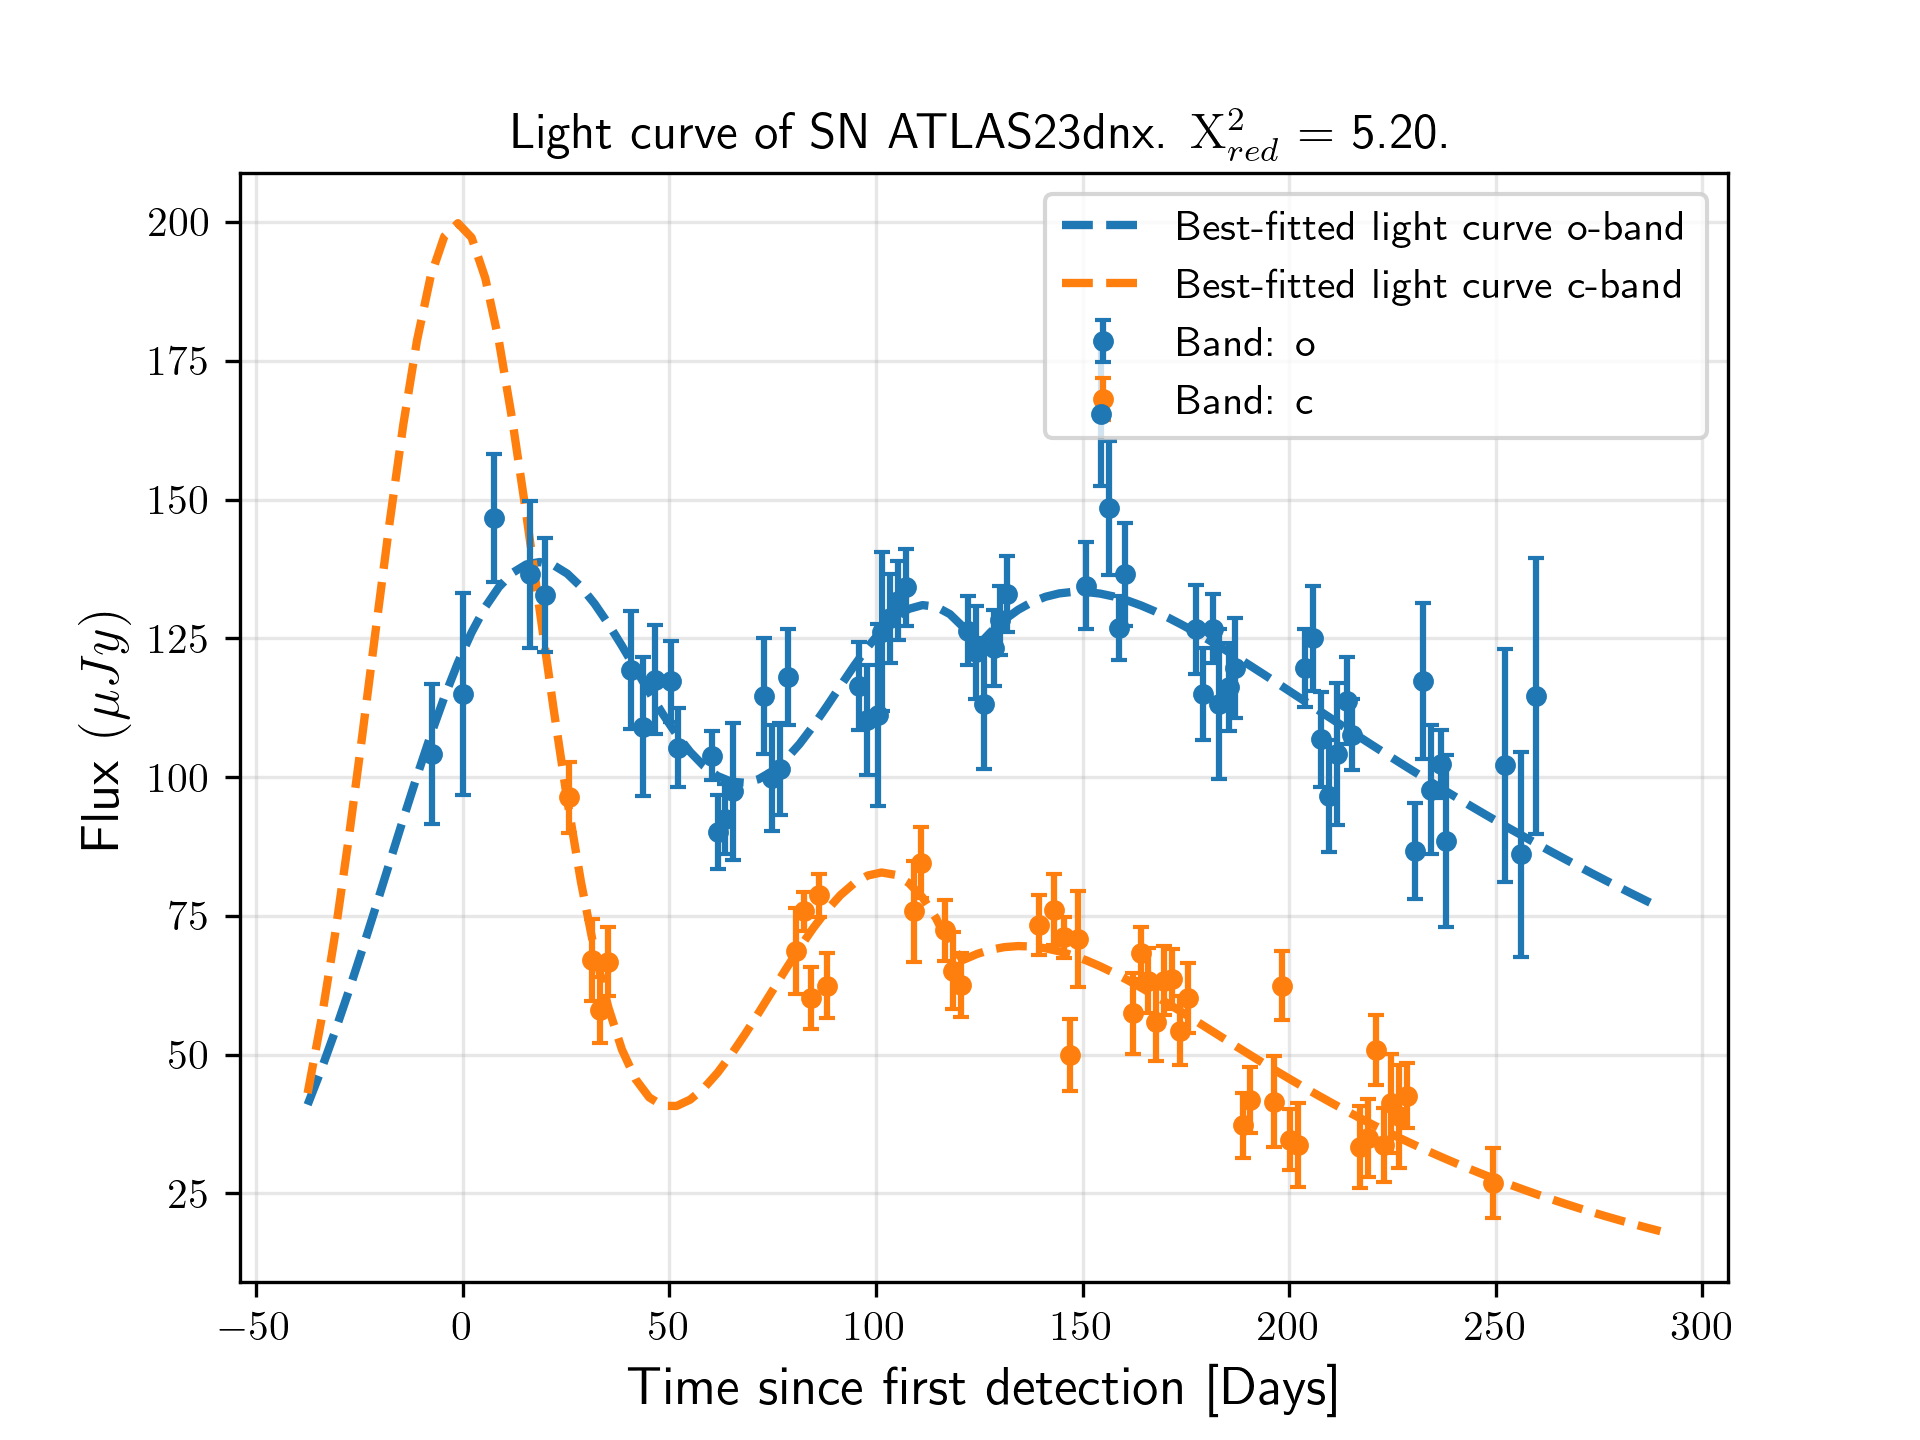 Light curve of SN ATLAS23dnx. X²_red = 5.20.
Best-fitted light curve o-band
Best-fitted light curve c-band
Band: o
Band: c
200
175
150
125
100
75
50
25
Flux (μJy)
−50 0 50 100 150 200 250 300
Time since first detection [Days]